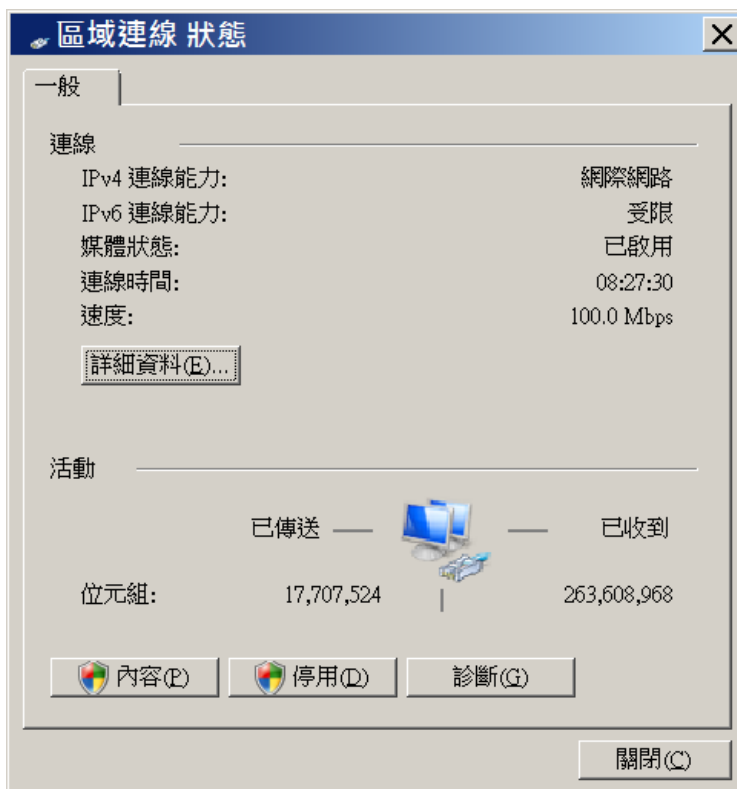 區域連線 狀態
一般
連線
IPv4 連線能力: 網際網路
IPv6 連線能力: 受限
媒體狀態: 已啟用
連線時間: 08:27:30
速度: 100.0 Mbps
詳細資料(E)...
活動
已傳送 已收到
位元組: 17,707,524 263,608,968
內容(P) 停用(D) 診斷(G)
關閉(C)